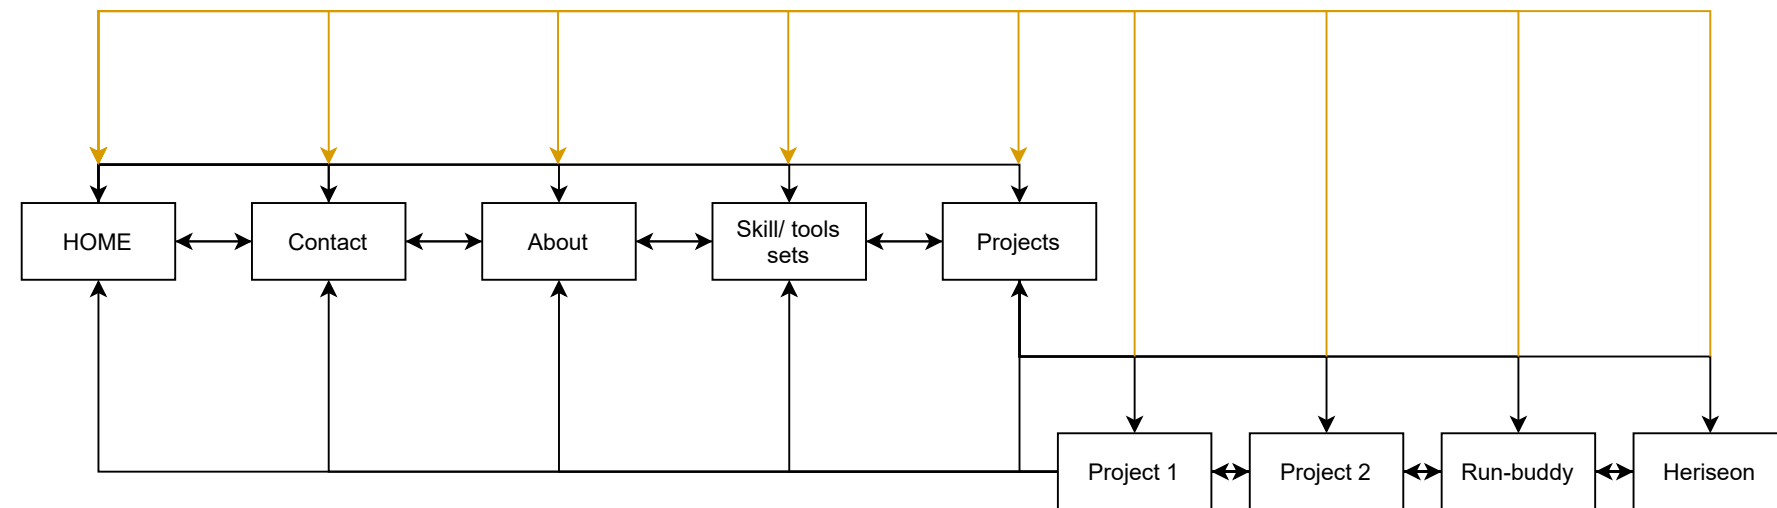 HOME
Contact
About
Skill/ tools
sets
Projects
Project 1
Project 2
Run-buddy
Heriseon